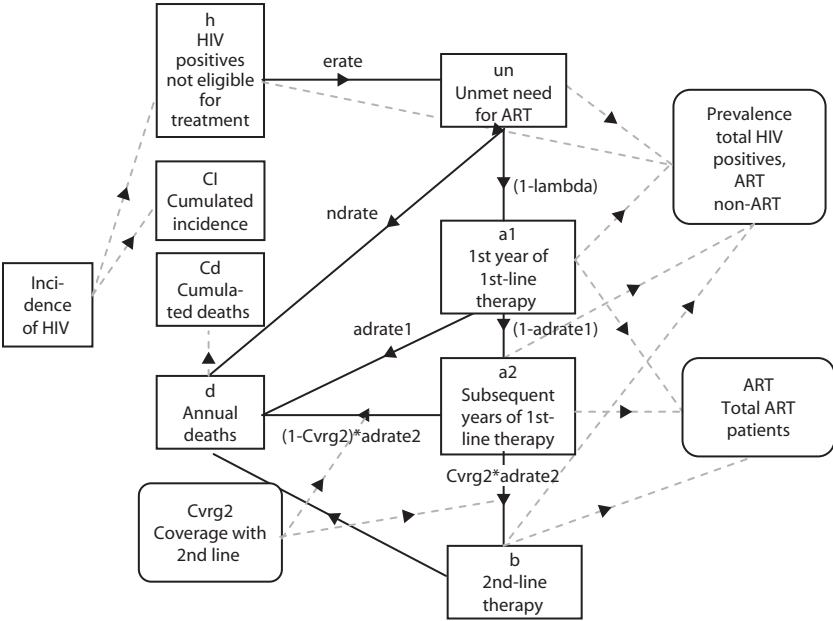 h
HIV
positives
not eligible
for
treatment
erate
un
Unmet need
for ART
Prevalence
total HIV
positives,
ART
non-ART
CI
Cumulated
incidence
ndrate
(1-lambda)
a1
1st year of
1st-line
therapy
Inci-
dence
of HIV
Cd
Cumula-
ted deaths
adrate1
(1-adrate1)
d
Annual
deaths
a2
Subsequent
years of 1st-
line therapy
ART
Total ART
patients
(1-Cvrg2)*adrate2
Cvrg2*adrate2
Cvrg2
Coverage with
2nd line
b
2nd-line
therapy